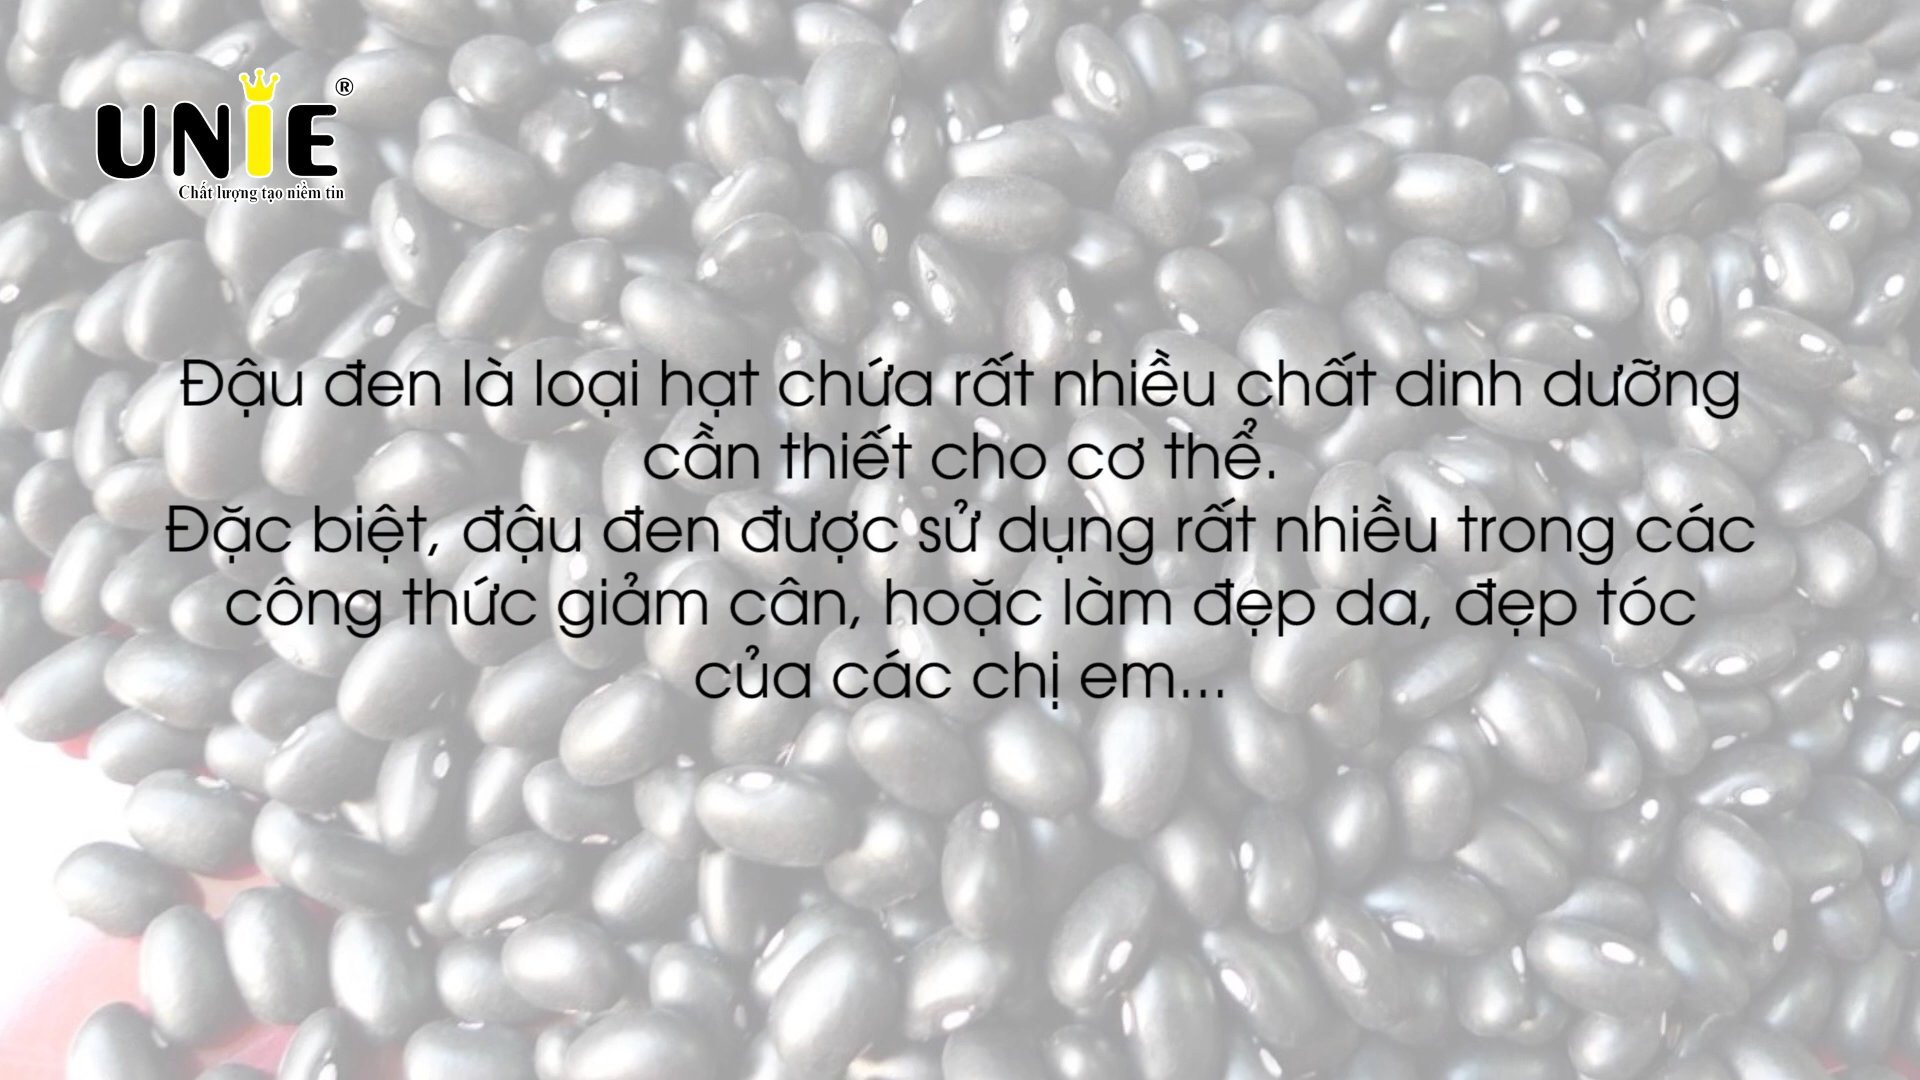 UNIE®
Chất lượng tạo niềm tin
Đậu đen là loại hạt chứa rất nhiều chất dinh dưỡng
cần thiết cho cơ thể.
Đặc biệt, đậu đen được sử dụng rất nhiều trong các
công thức giảm cân, hoặc làm đẹp da, đẹp tóc
của các chị em...